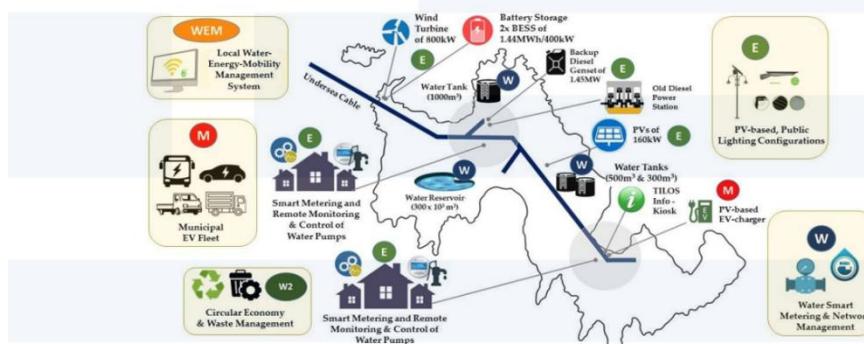 WEM
Local Water-
Energy-Mobility
Management
System
M
Municipal
EV Fleet
W2
Circular Economy
& Waste Management
Undersea Cable
Wind
Turbine
of 800kW
E
Battery Storage
2x BESS of
1.44MWh/400kW
Water Tank
(1000m³)
W
Backup
Diesel
Genset of
1.45MW
E
Old Diesel
Power
Station
PVs of
160kW
E
E
Smart Metering and
Remote Monitoring
& Control of
Water Pumps
W
Water Reservoir
(300 x 10³ m³)
W
Water Tanks
(500m³ & 300m³)
TILOS
Info -
Kiosk
M
PV-based
EV-charger
E
Smart Metering and Remote
Monitoring & Control of
Water Pumps
E
PV-based, Public
Lighting Configurations
W
Water Smart
Metering & Network
Management